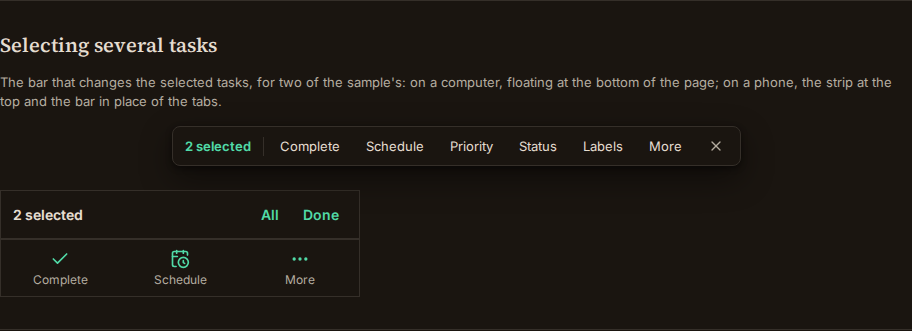 Selecting several tasks
The bar that changes the selected tasks, for two of the sample's: on a computer, floating at the bottom of the page; on a phone, the strip at the
top and the bar in place of the tabs.
2 selected Complete Schedule Priority Status Labels More
2 selected All Done
Complete Schedule More